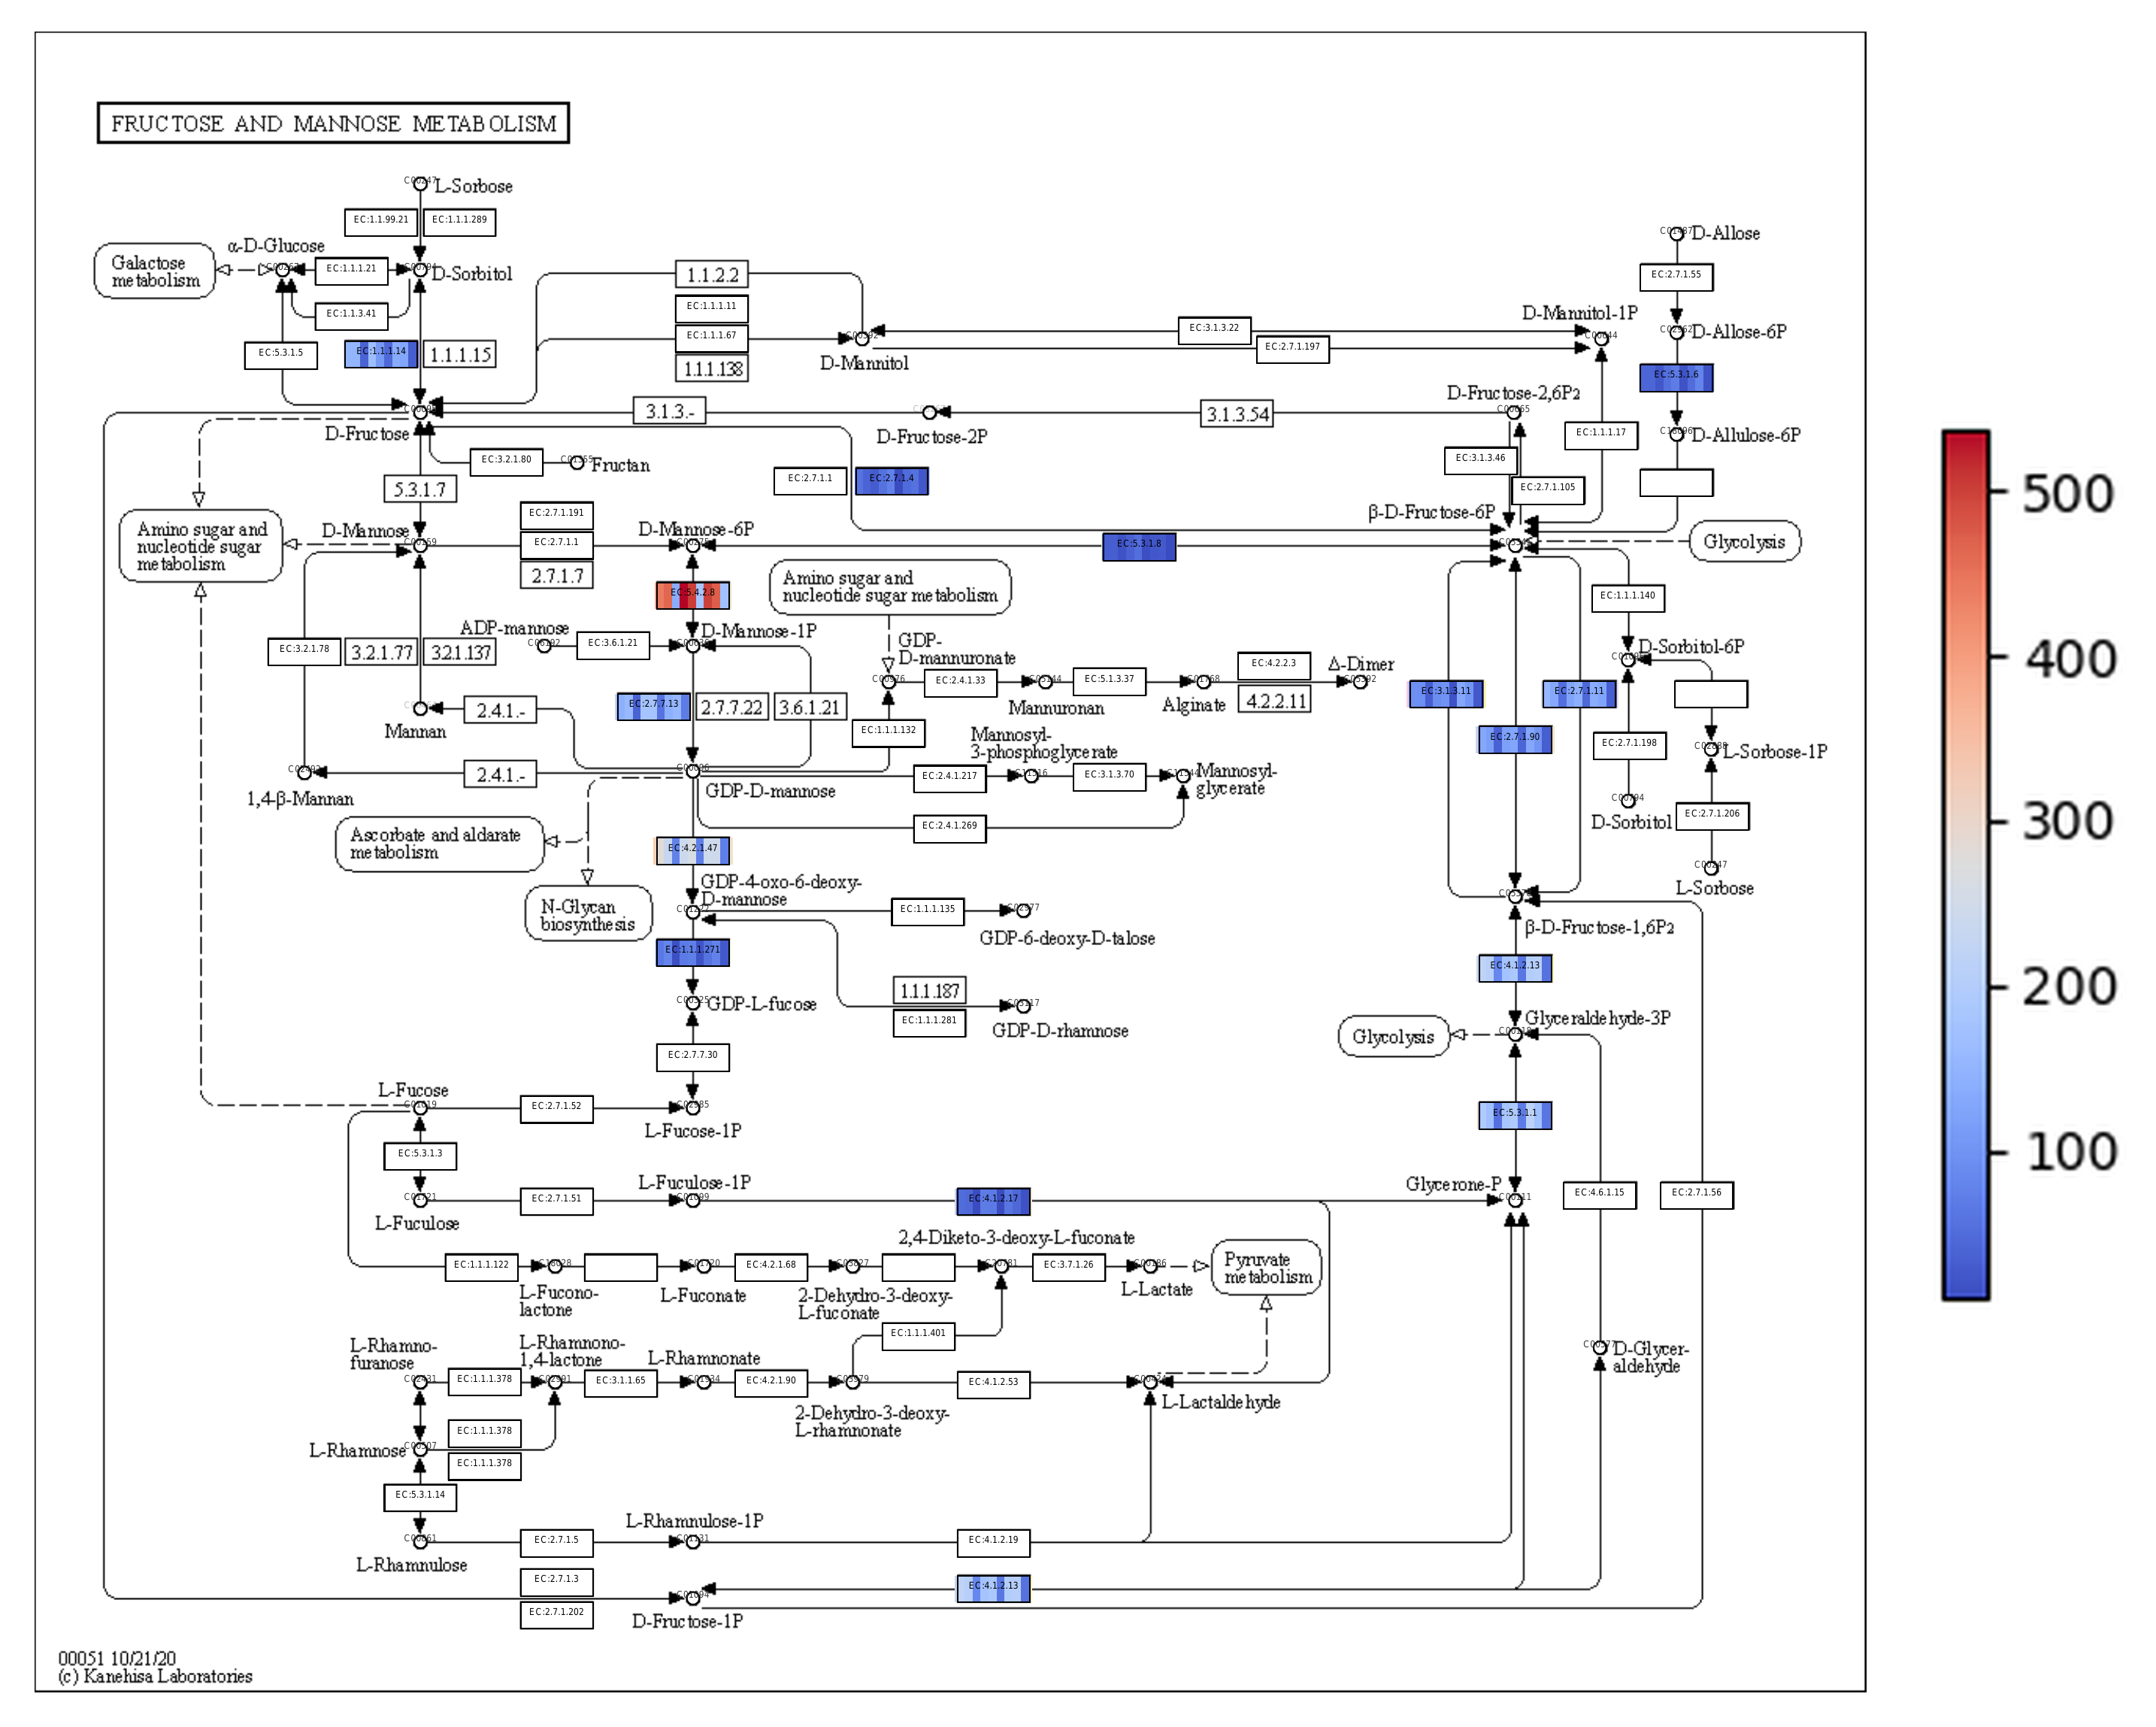 FRUCTOSE AND MANNOSE METABOLISM
L-Sorbose
EC:1.1.99.21
EC:1.1.1.289
α-D-Glucose
Galactose
metabolism
EC:1.1.1.21
D-Sorbitol
EC:1.1.3.41
EC:5.3.1.5
EC:1.1.1.14
1.1.1.15
1.1.2.2
EC:1.1.1.11
EC:1.1.1.67
1.1.1.138
D-Mannitol
EC:3.1.3.22
EC:2.7.1.197
D-Mannitol-1P
D-Allose
EC:2.7.1.55
D-Allose-6P
EC:5.3.1.6
D-Allulose-6P
D-Fructose
3.1.3.-
D-Fructose-2P
3.1.3.54
D-Fructose-2,6P2
EC:1.1.1.17
EC:3.1.3.46
EC:2.7.1.105
EC:3.2.1.80
Fructan
5.3.1.7
EC:2.7.1.1
EC:2.7.1.4
β-D-Fructose-6P
Glycolysis
Amino sugar and
nucleotide sugar
metabolism
D-Mannose
EC:2.7.1.191
EC:2.7.1.1
2.7.1.7
D-Mannose-6P
EC:5.3.1.8
EC:5.4.2.8
Amino sugar and
nucleotide sugar metabolism
EC:1.1.1.140
ADP-mannose
EC:3.6.1.21
D-Mannose-1P
GDP-
D-mannuronate
D-Sorbitol-6P
EC:3.2.1.78
3.2.1.77
3.2.1.137
EC:2.4.1.33
EC:5.1.3.37
EC:4.2.2.3
4.2.2.11
Δ-Dimer
Mannuronan
Alginate
EC:3.1.3.11
EC:2.7.1.11
EC:2.7.1.90
2.4.1.-
Mannan
EC:2.7.7.13
2.7.7.22
3.6.1.21
EC:1.1.1.132
Mannosyl-
3-phosphoglycerate
EC:2.7.1.198
L-Sorbose-1P
2.4.1.-
1,4-β-Mannan
GDP-D-mannose
EC:2.4.1.217
EC:3.1.3.70
Mannosyl-
glycerate
EC:2.4.1.269
D-Sorbitol
EC:2.7.1.206
L-Sorbose
Ascorbate and aldarate
metabolism
EC:4.2.1.47
N-Glycan
biosynthesis
GDP-4-oxo-6-deoxy-
D-mannose
EC:1.1.1.135
GDP-6-deoxy-D-talose
EC:1.1.1.271
1.1.1.187
EC:1.1.1.281
GDP-D-rhamnose
GDP-L-fucose
EC:2.7.7.30
β-D-Fructose-1,6P2
EC:4.1.2.13
Glyceraldehyde-3P
Glycolysis
EC:5.3.1.1
L-Fucose
EC:2.7.1.52
L-Fucose-1P
EC:5.3.1.3
L-Fuculose
EC:2.7.1.51
L-Fuculose-1P
EC:4.1.2.17
Glycerone-P
EC:4.6.1.15
EC:2.7.1.56
2,4-Diketo-3-deoxy-L-fuconate
EC:1.1.1.122
L-Fucono-
lactone
L-Fuconate
EC:4.2.1.68
2-Dehydro-3-deoxy-
L-fuconate
EC:3.7.1.26
L-Lactate
Pyruvate
metabolism
EC:1.1.1.401
L-Rhamno-
furanose
L-Rhamnono-
1,4-lactone
L-Rhamnonate
EC:1.1.1.378
EC:3.1.1.65
EC:4.2.1.90
2-Dehydro-3-deoxy-
L-rhamnonate
EC:4.1.2.53
L-Lactaldehyde
D-Glycer-
aldehyde
L-Rhamnose
EC:1.1.1.378
EC:1.1.1.378
EC:5.3.1.14
L-Rhamnulose
EC:2.7.1.5
L-Rhamnulose-1P
EC:4.1.2.19
EC:2.7.1.3
EC:2.7.1.202
D-Fructose-1P
EC:4.1.2.13
00051 10/21/20
(c) Kanehisa Laboratories
500
400
300
200
100